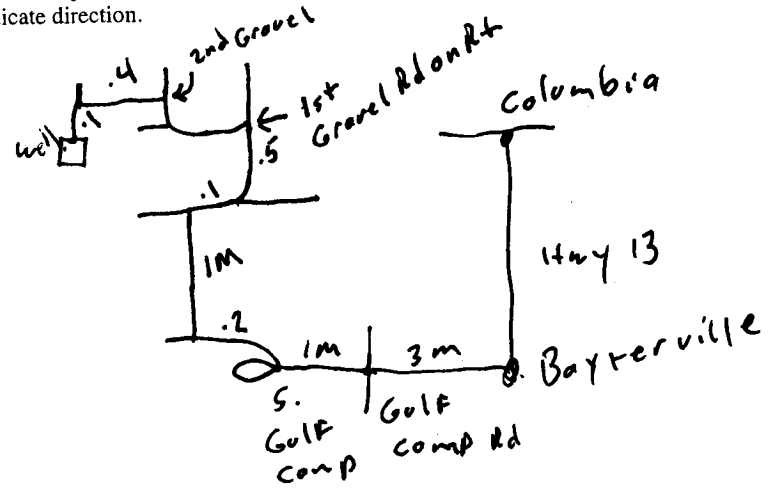 icate direction.
2nd Gravel
.4
.1
well
1st
Gravel Rd on Rt
.5
.1
Columbia
1M
Hwy 13
.2
1M
3m
Baxterville
S.
Gulf
comp
Gulf
comp Rd